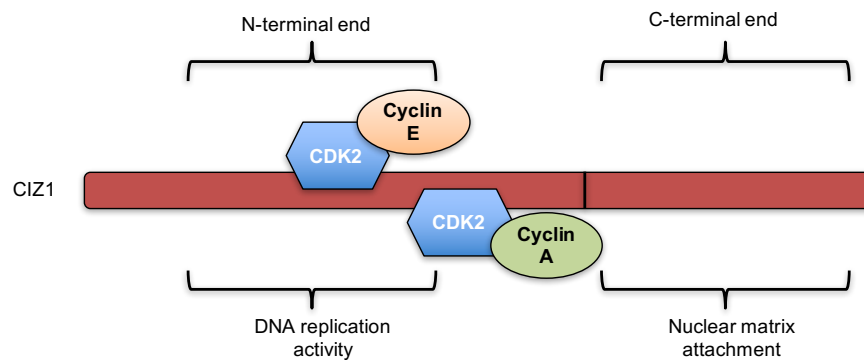 N-terminal end
C-terminal end
Cyclin
E
CDK2
CIZ1
CDK2
Cyclin
A
DNA replication
activity
Nuclear matrix
attachment